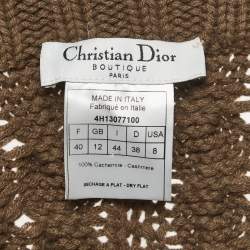 Christian Dior
BOUTIQUE
PARIS
MADE IN ITALY
Fabriqué en Italie
4H13077100
F GB I D USA
40 12 44 38 8
100% Cachemire - Cashmere
SECHAGE A PLAT - DRY FLAT